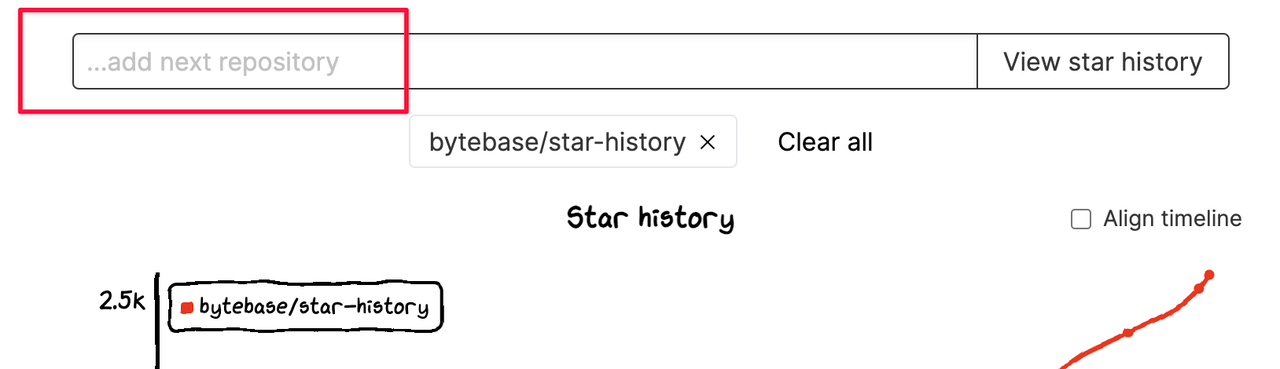 ...add next repository
View star history
bytebase/star-history ×
Clear all
Star history
Align timeline
2.5k
bytebase/star-history